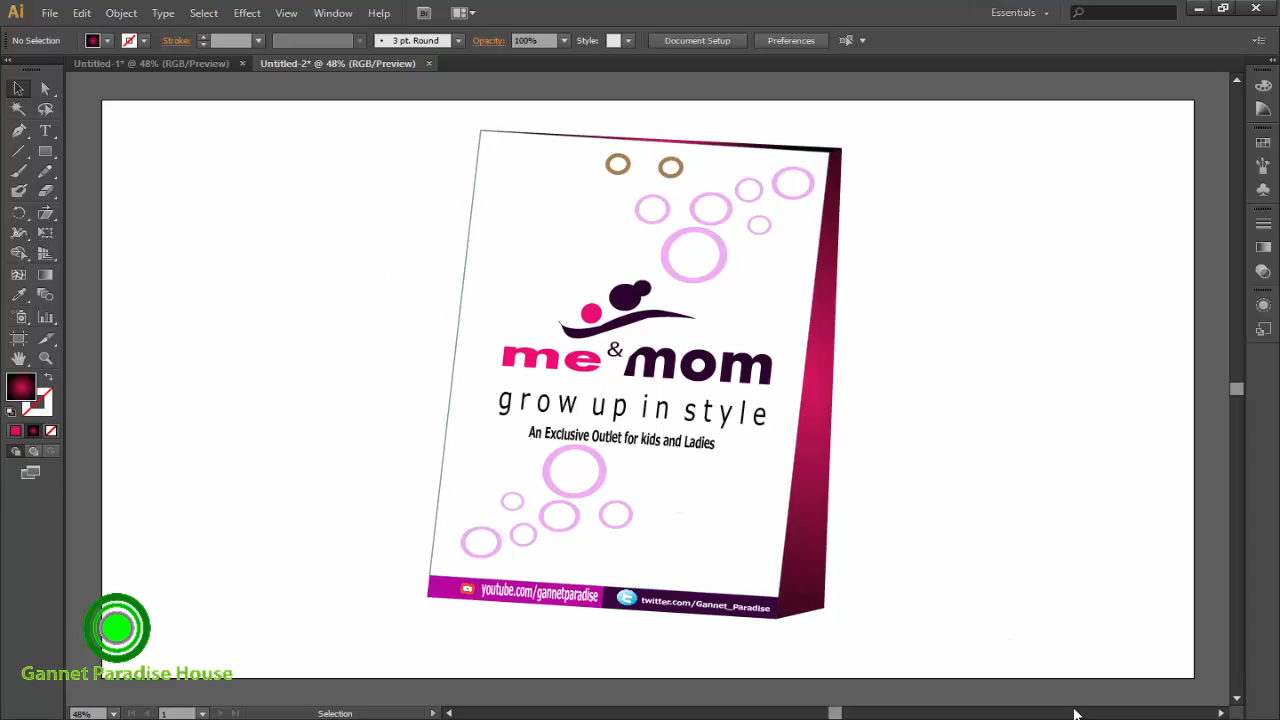 Ai File Edit Object Type Select Effect View Window Help Br Essentials
No Selection Stroke: 3 pt. Round Opacity: 100% Style: Document Setup Preferences
Untitled-1* @ 48% (RGB/Preview) × Untitled-2* @ 48% (RGB/Preview) ×
me & mom
grow up in style
An Exclusive Outlet for kids and Ladies
youtube.com/gannetparadise twitter.com/Gannet_Paradise
Gannet Paradise House
48% 1 Selection